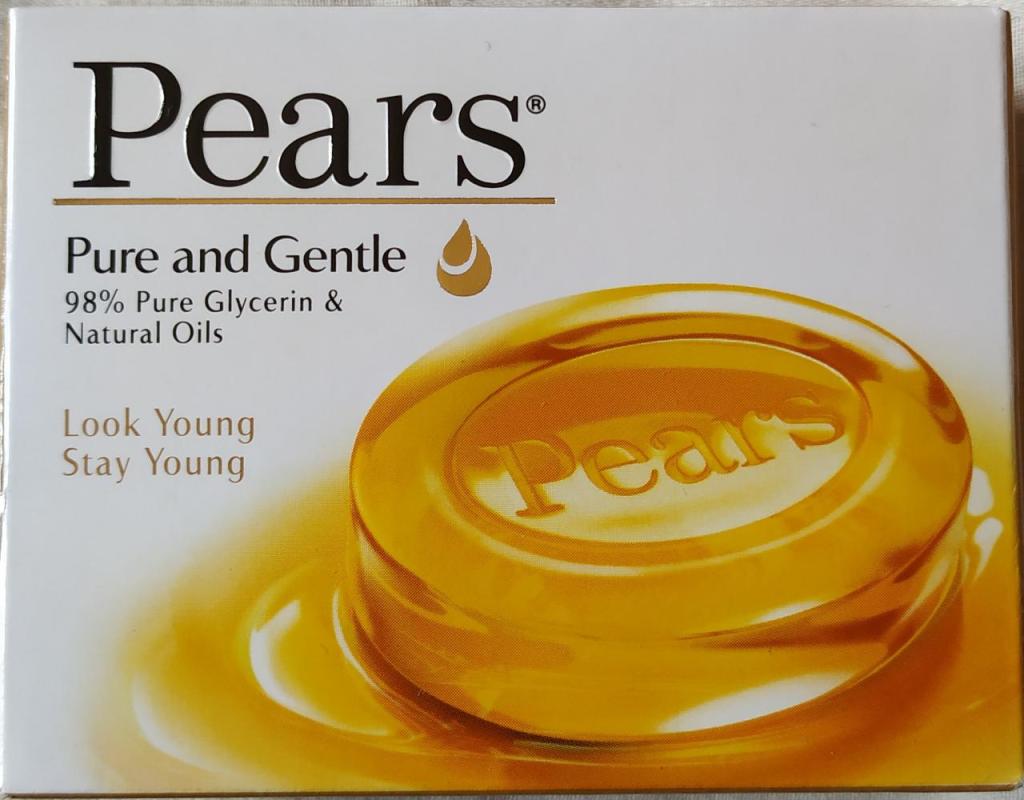 Pears®
Pure and Gentle
98% Pure Glycerin &
Natural Oils
Look Young
Stay Young
Pears